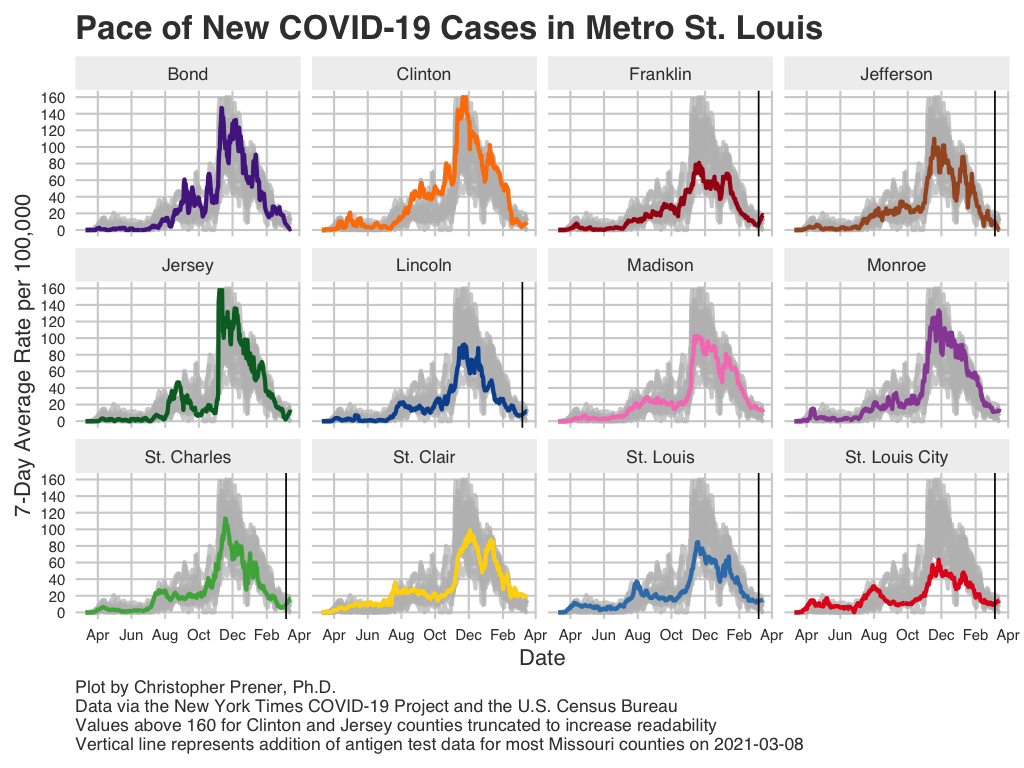 Pace of New COVID-19 Cases in Metro St. Louis
Bond Clinton Franklin Jefferson
160
140
120
100
80
60
40
20
0
Jersey Lincoln Madison Monroe
160
140
120
100
80
60
40
20
0
St. Charles St. Clair St. Louis St. Louis City
160
140
120
100
80
60
40
20
0
7-Day Average Rate per 100,000
Apr Jun Aug Oct Dec Feb Apr Apr Jun Aug Oct Dec Feb Apr Apr Jun Aug Oct Dec Feb Apr Apr Jun Aug Oct Dec Feb Apr
Date
Plot by Christopher Prener, Ph.D.
Data via the New York Times COVID-19 Project and the U.S. Census Bureau
Values above 160 for Clinton and Jersey counties truncated to increase readability
Vertical line represents addition of antigen test data for most Missouri counties on 2021-03-08